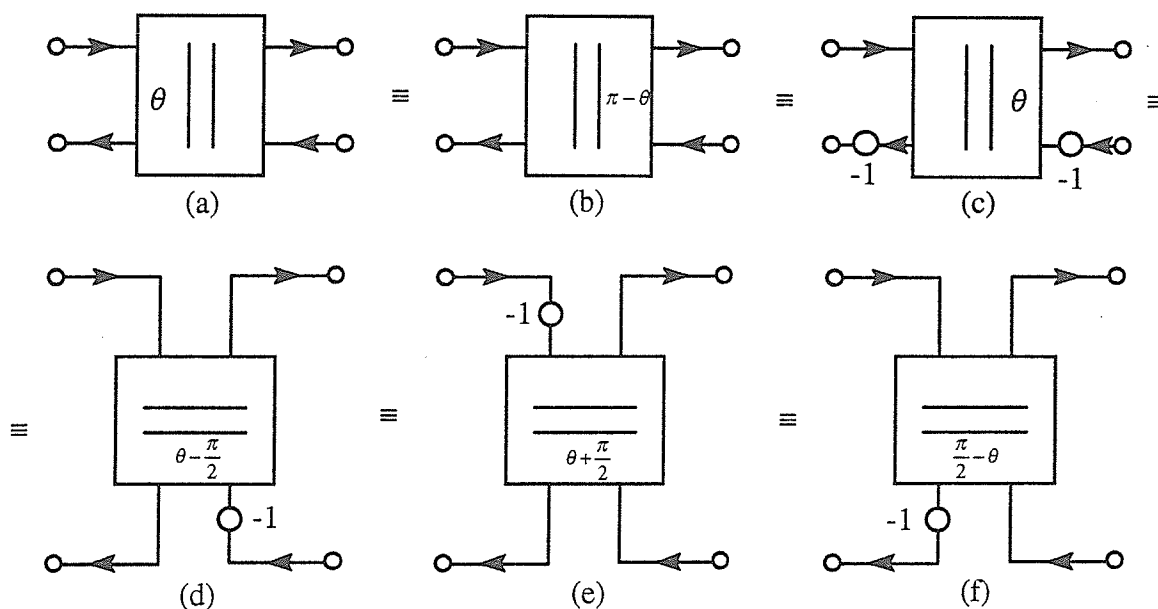 θ
≡
π − θ
≡
θ
≡
-1
-1
(a)
(b)
(c)
≡
θ − π/2
-1
(d)
≡
-1
θ + π/2
(e)
≡
π/2 − θ
-1
(f)